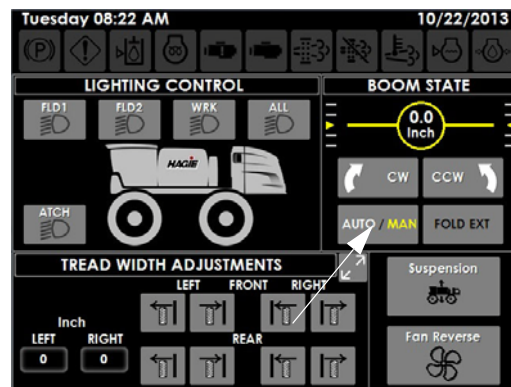 Tuesday 08:22 AM 10/22/2013
(P)
LIGHTING CONTROL
FLD1 FLD2 WRK ALL
HAGIE
ATCH
BOOM STATE
0.0
Inch
CW CCW
AUTO / MAN FOLD EXT
TREAD WIDTH ADJUSTMENTS
LEFT FRONT RIGHT
Inch
LEFT RIGHT
REAR
0 0
Suspension
Fan Reverse